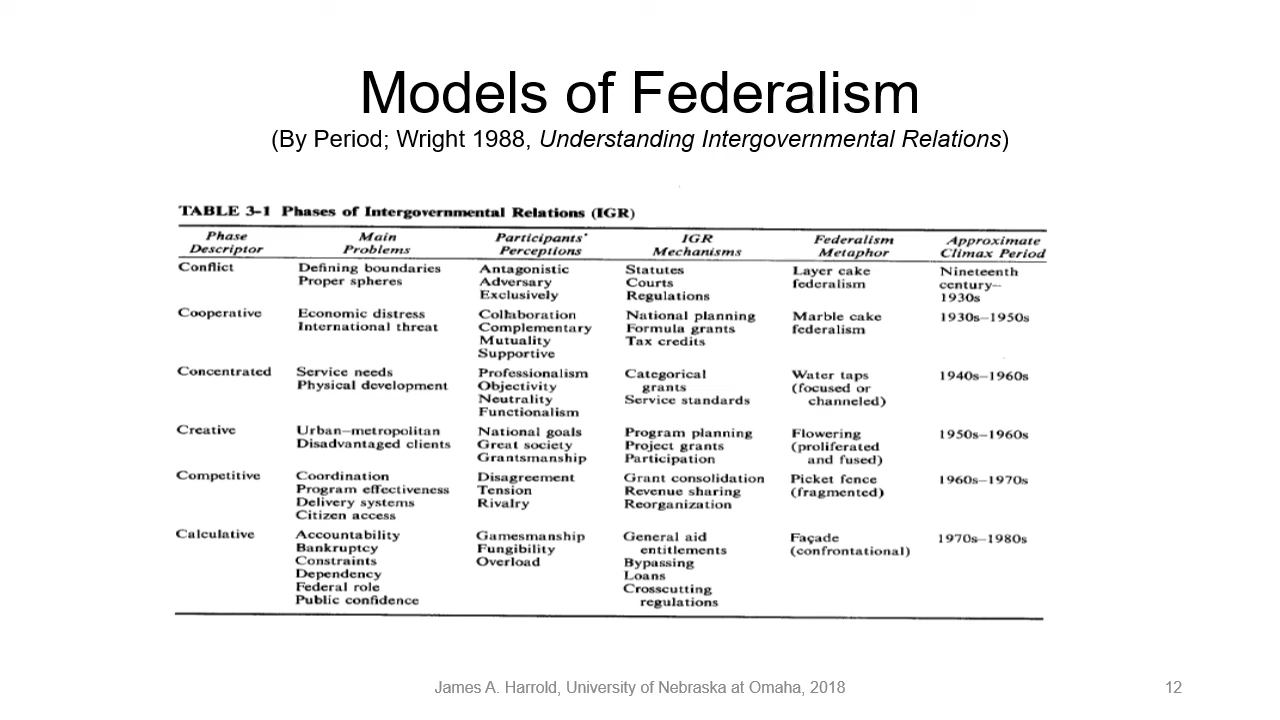 Models of Federalism
(By Period; Wright 1988, Understanding Intergovernmental Relations)
TABLE 3–1 Phases of Intergovernmental Relations (IGR)
Phase Main Participants' IGR Federalism Approximate
Descriptor Problems Perceptions Mechanisms Metaphor Climax Period
Conflict Defining boundaries Antagonistic Statutes Layer cake Nineteenth
Proper spheres Adversary Courts federalism century–
Exclusively Regulations 1930s
Cooperative Economic distress Collaboration National planning Marble cake 1930s–1950s
International threat Complementary Formula grants federalism
Mutuality Tax credits
Supportive
Concentrated Service needs Professionalism Categorical Water taps 1940s–1960s
Physical development Objectivity grants (focused or
Neutrality Service standards channeled)
Functionalism
Creative Urban–metropolitan National goals Program planning Flowering 1950s–1960s
Disadvantaged clients Great society Project grants (proliferated
Grantsmanship Participation and fused)
Competitive Coordination Disagreement Grant consolidation Picket fence 1960s–1970s
Program effectiveness Tension Revenue sharing (fragmented)
Delivery systems Rivalry Reorganization
Citizen access
Calculative Accountability Gamesmanship General aid Façade 1970s–1980s
Bankruptcy Fungibility entitlements (confrontational)
Constraints Overload Bypassing
Dependency Loans
Federal role Crosscutting
Public confidence regulations
James A. Harrold, University of Nebraska at Omaha, 2018 12